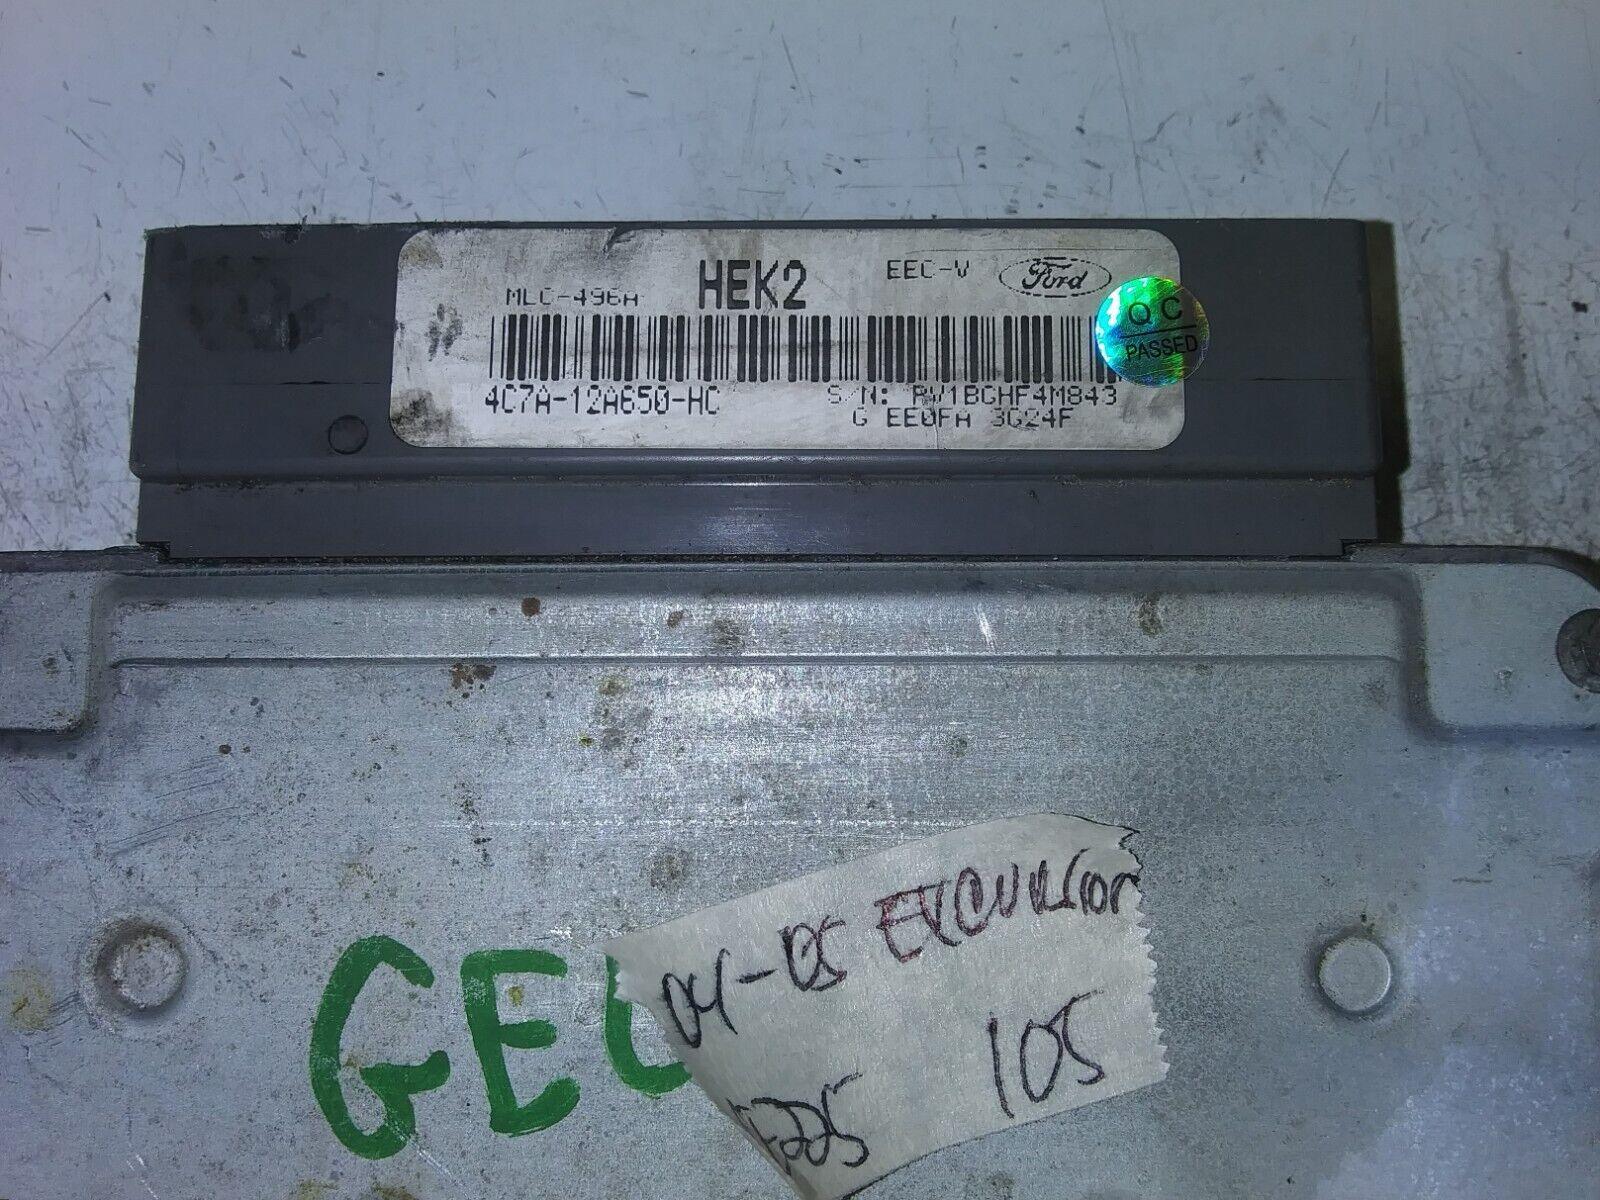 HEK2 EEC-V Ford
MLC-496A
QC
PASSED
4C7A-12A650-HC S/N: RV1BCHF4M843
G EE0FA 3G24F
04-05 EXCURSION
105
GE